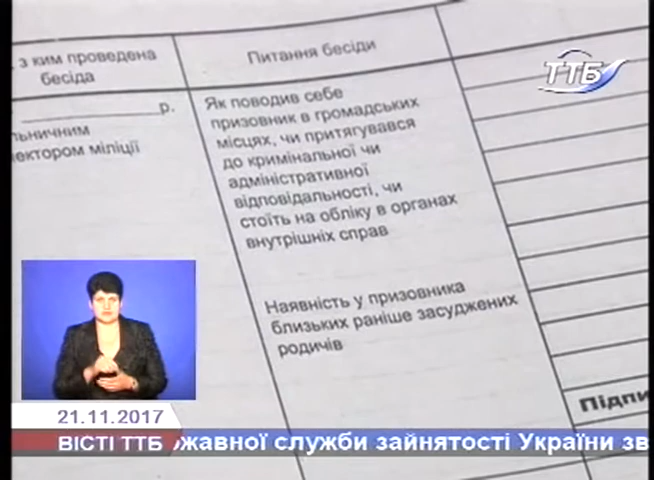 з ким проведена
бесіда
Питання бесіди
р.
льничним
ектором міліції
Як поводив себе
призовник в громадських
місцях, чи притягувався
до кримінальної чи
адміністративної
відповідальності, чи
стоїть на обліку в органах
внутрішніх справ
Наявність у призовника
близьких раніше засуджених
родичів
Підпи
ТТБ
21.11.2017
ВІСТІ ТТБ
жавної служби зайнятості України зв